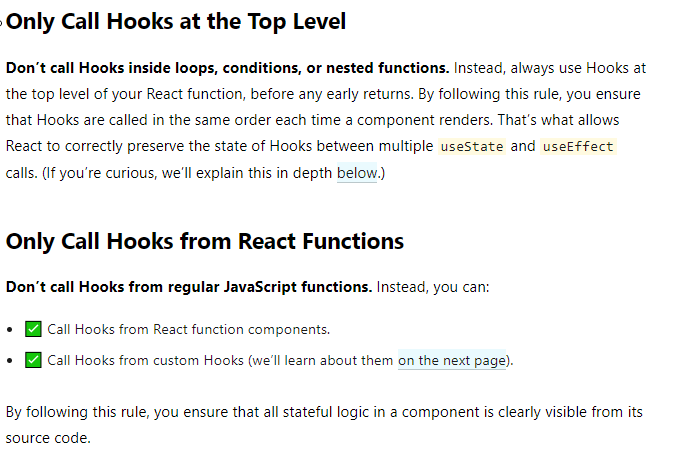 Only Call Hooks at the Top Level
Don’t call Hooks inside loops, conditions, or nested functions. Instead, always use Hooks at
the top level of your React function, before any early returns. By following this rule, you ensure
that Hooks are called in the same order each time a component renders. That’s what allows
React to correctly preserve the state of Hooks between multiple useState and useEffect
calls. (If you’re curious, we’ll explain this in depth below.)
Only Call Hooks from React Functions
Don’t call Hooks from regular JavaScript functions. Instead, you can:
• ✅ Call Hooks from React function components.
• ✅ Call Hooks from custom Hooks (we’ll learn about them on the next page).
By following this rule, you ensure that all stateful logic in a component is clearly visible from its
source code.